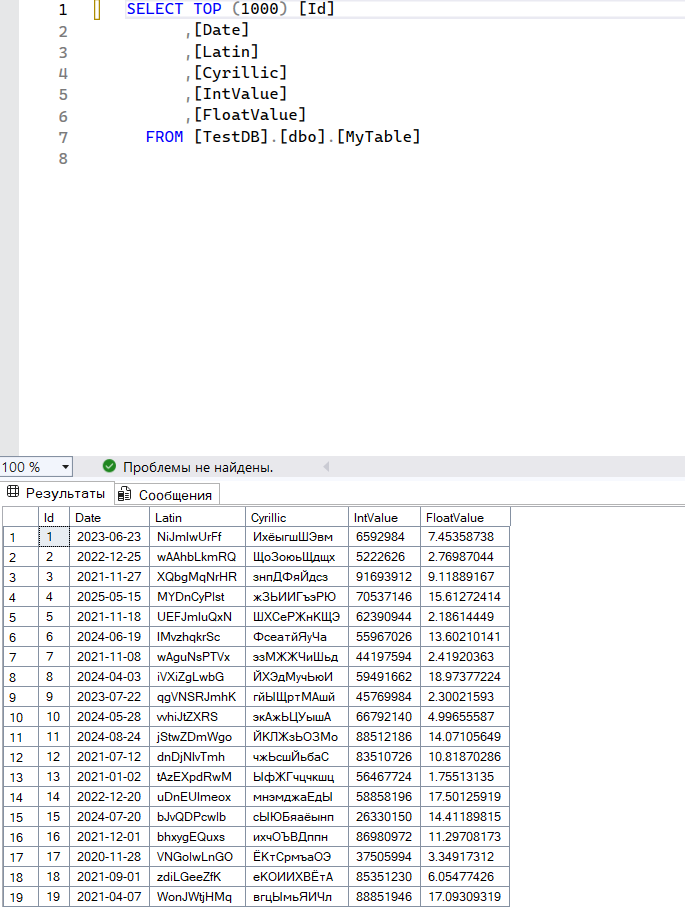 1 SELECT TOP (1000) [Id]
2 ,[Date]
3 ,[Latin]
4 ,[Cyrillic]
5 ,[IntValue]
6 ,[FloatValue]
7 FROM [TestDB].[dbo].[MyTable]
8
100 % Проблемы не найдены.
Результаты Сообщения
Id Date Latin Cyrillic IntValue FloatValue
1 1 2023-06-23 NiJmlwUrFf ИхёыгшШЭвм 6592984 7.45358738
2 2 2022-12-25 wAAhbLkmRQ ЩоЗоюьЩдщх 5222626 2.76987044
3 3 2021-11-27 XQbgMqNrHR знпДФяЙдсз 91693912 9.11889167
4 4 2025-05-15 MYDnCyPlst жЗЬИИГъэРЮ 70537146 15.61272414
5 5 2021-11-18 UEFJmluQxN ШХСеРЖнКЩЭ 62390944 2.18614449
6 6 2024-06-19 lMvzhqkrSc ФсеатйЯуЧа 55967026 13.60210141
7 7 2021-11-08 wAguNsPTVx эзМЖЖЧиШьд 44197594 2.41920363
8 8 2024-04-03 iVXiZgLwbG ЙХЭдМучЬюИ 59491662 18.97377224
9 9 2023-07-22 qgVNSRJmhK гйЫЩртМАшй 45769984 2.30021593
10 10 2024-05-28 vvhiJtZXRS экАжЬЦУышА 66792140 4.99655587
11 11 2024-08-24 jStwZDmWgo ЙКЛЖзЬОЗМо 88512186 14.07105649
12 12 2021-07-12 dnDjNlvTmh чжЬсшЙьбаС 83510726 10.81870286
13 13 2021-01-02 tAzEXpdRwM ЫфЖГчцчкшц 56467724 1.75513135
14 14 2022-12-20 uDnEUlmeox мнэмджаЕдЫ 58858196 17.50125919
15 15 2024-07-20 bJvQDPcwlb сЫЮБяаёынп 26330150 14.41189815
16 16 2021-12-01 bhxygEQuxs ихчОЪВДппн 86980972 11.29708173
17 17 2020-11-28 VNGolwLnGO ЁКтСрмъаОЭ 37505994 3.34917312
18 18 2021-09-01 zdiLGeeZfK еКОИИХВЁтА 85351230 6.05477426
19 19 2021-04-07 WonJWtjHMq вгцЫмьЯИЧл 88851946 17.09309319